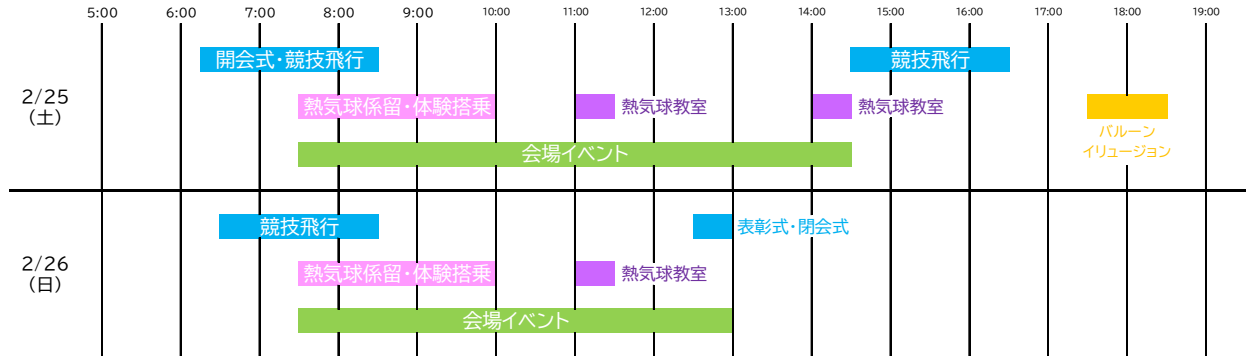 5:00 6:00 7:00 8:00 9:00 10:00 11:00 12:00 13:00 14:00 15:00 16:00 17:00 18:00 19:00
2/25
(土)
開会式・競技飛行
競技飛行
熱気球係留・体験搭乗
熱気球教室
熱気球教室
バルーン
イリュージョン
会場イベント
2/26
(日)
競技飛行
表彰式・閉会式
熱気球係留・体験搭乗
熱気球教室
会場イベント